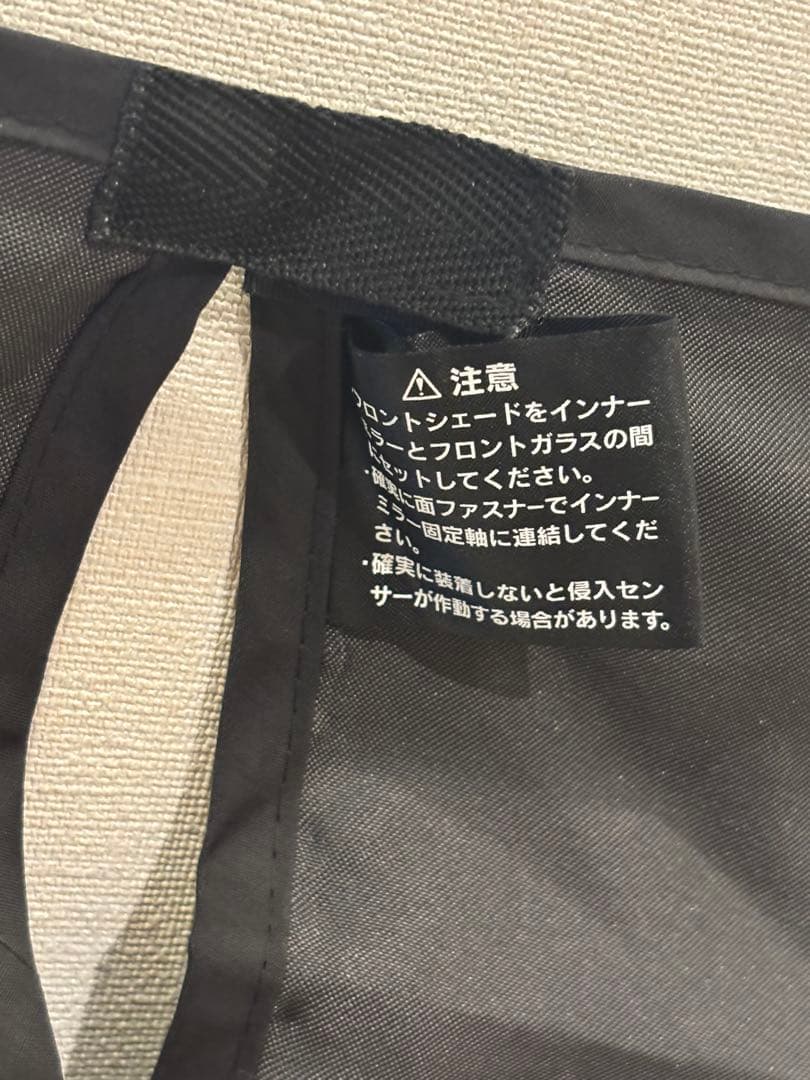 ⚠ 注意
フロントシェードをインナー
ミラーとフロントガラスの間
にセットしてください。
・確実に面ファスナーでインナー
ミラー固定軸に連結してくだ
さい。
・確実に装着しないと侵入セン
サーが作動する場合があります。